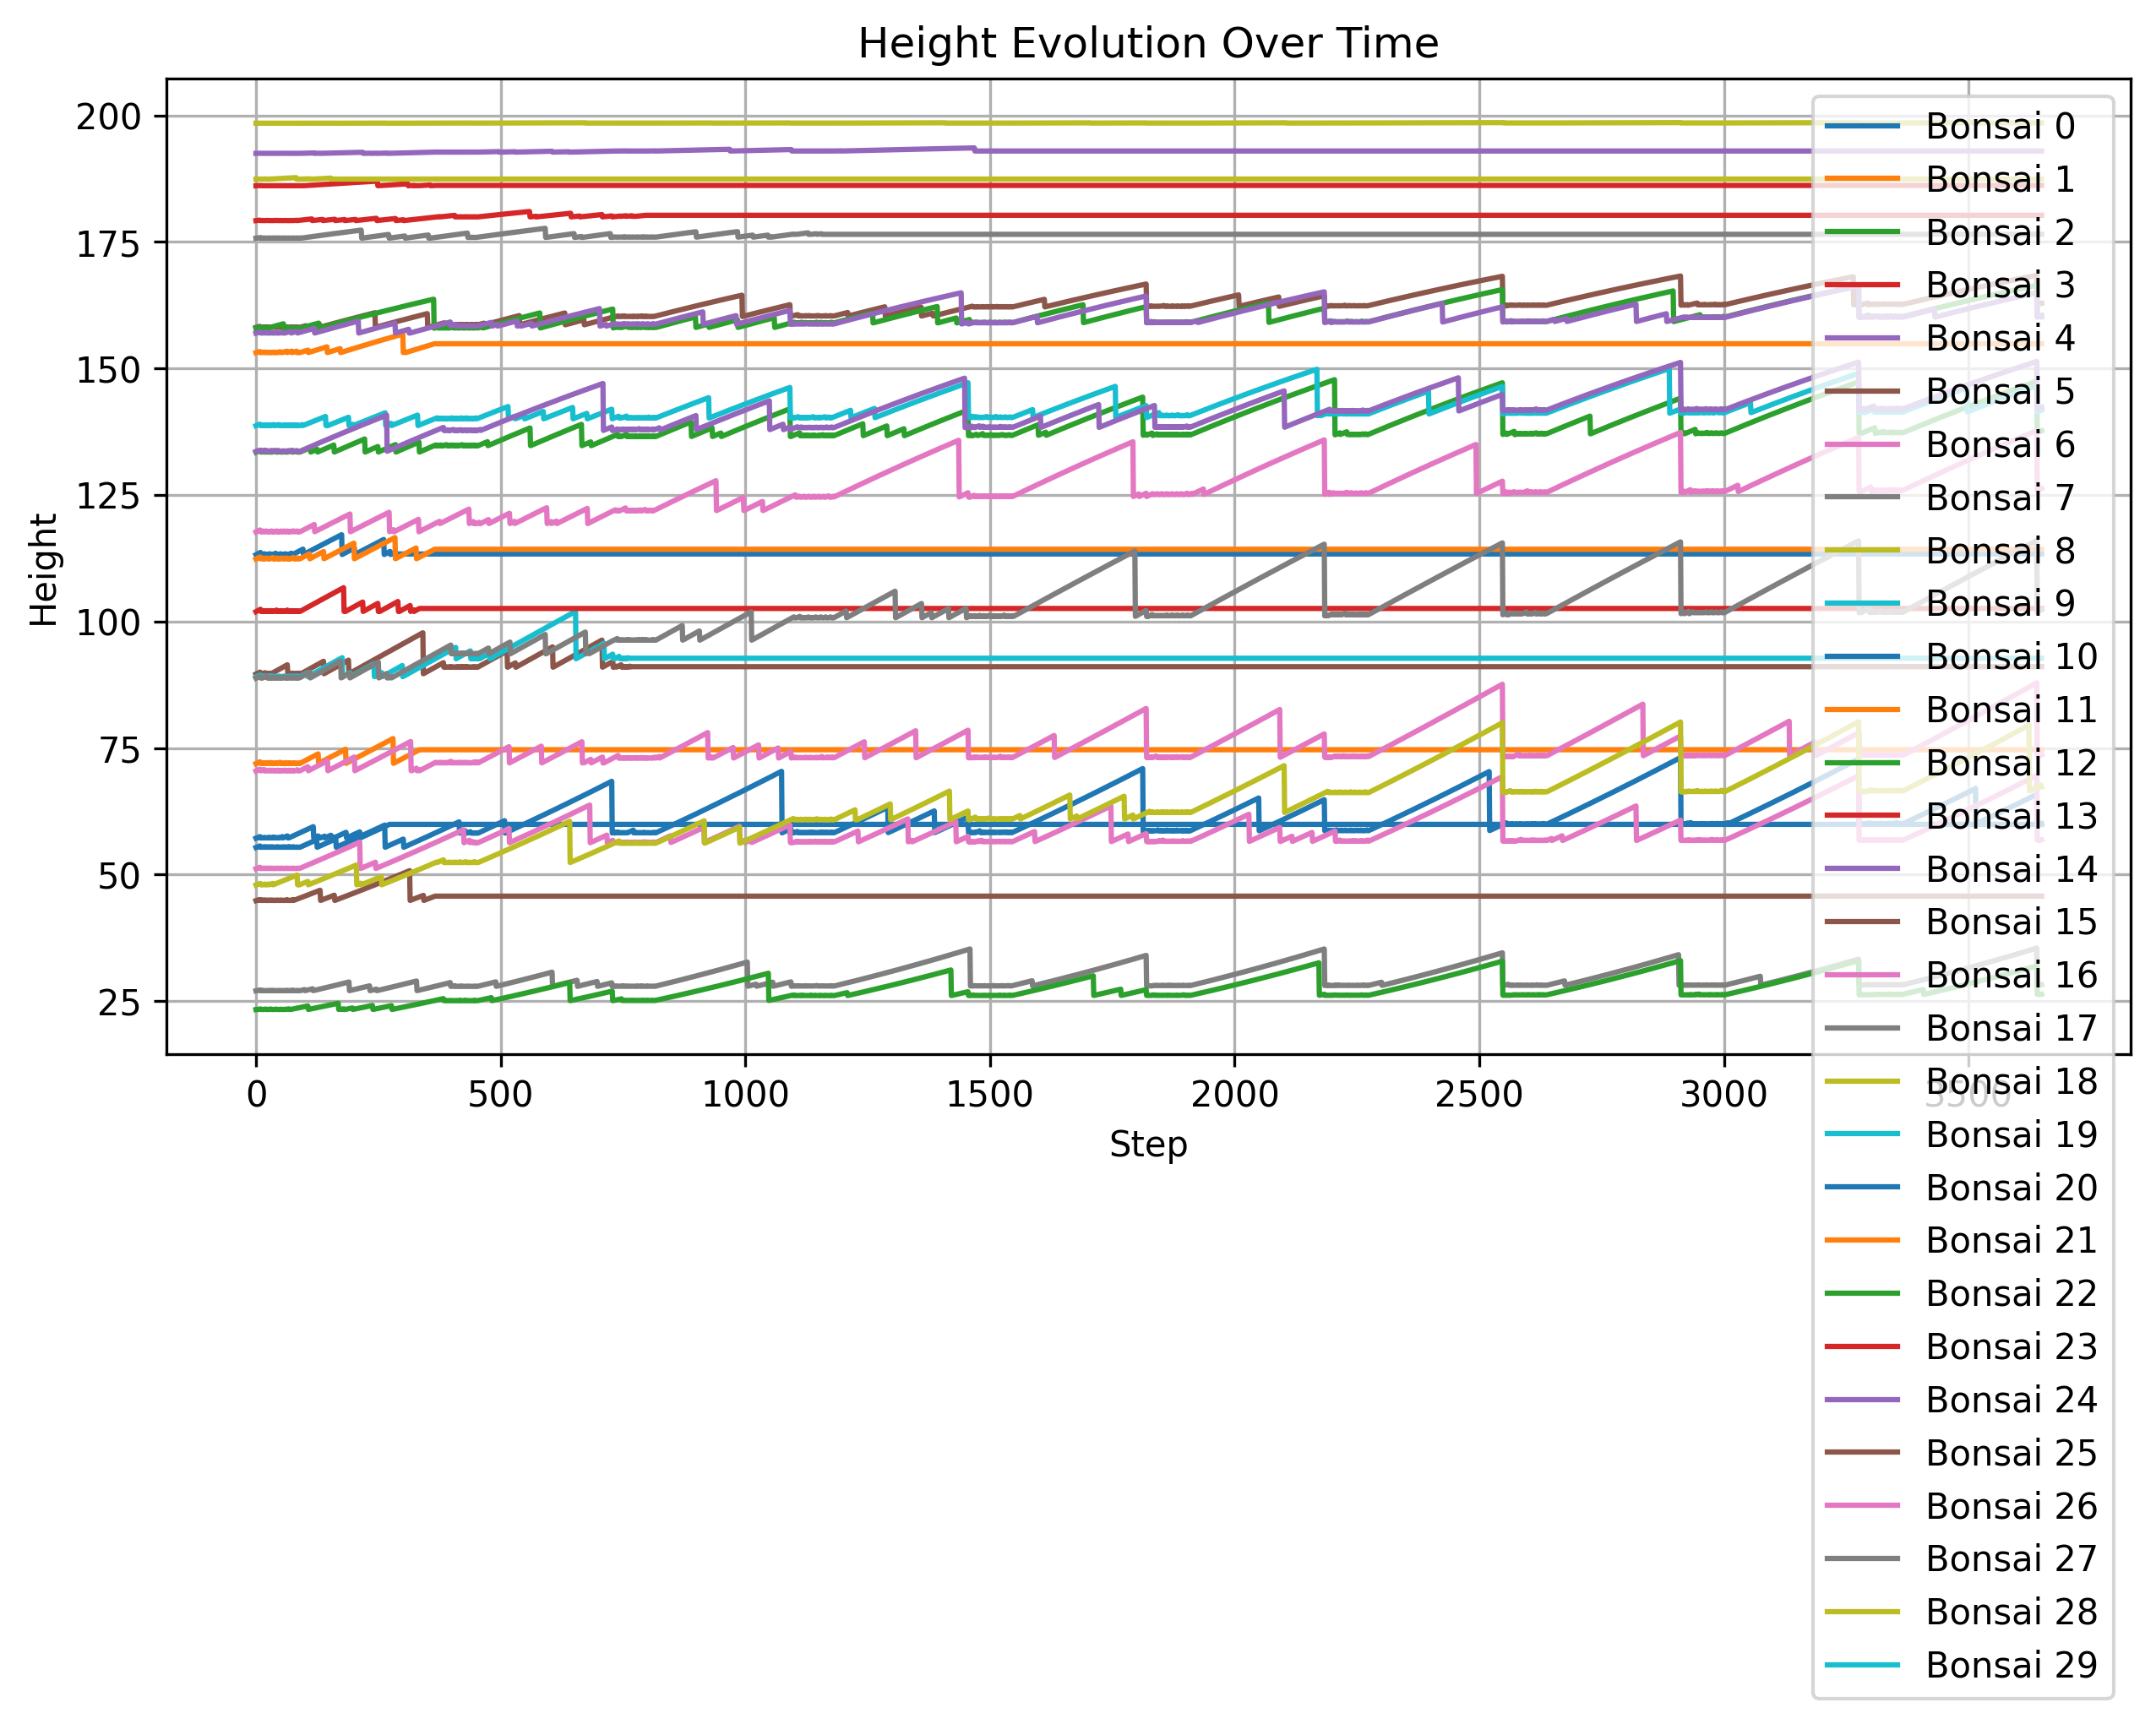 Height Evolution Over Time
Height
200
175
150
125
100
75
50
25
0
500
1000
1500
2000
2500
3000
3500
Step
Bonsai 0
Bonsai 1
Bonsai 2
Bonsai 3
Bonsai 4
Bonsai 5
Bonsai 6
Bonsai 7
Bonsai 8
Bonsai 9
Bonsai 10
Bonsai 11
Bonsai 12
Bonsai 13
Bonsai 14
Bonsai 15
Bonsai 16
Bonsai 17
Bonsai 18
Bonsai 19
Bonsai 20
Bonsai 21
Bonsai 22
Bonsai 23
Bonsai 24
Bonsai 25
Bonsai 26
Bonsai 27
Bonsai 28
Bonsai 29